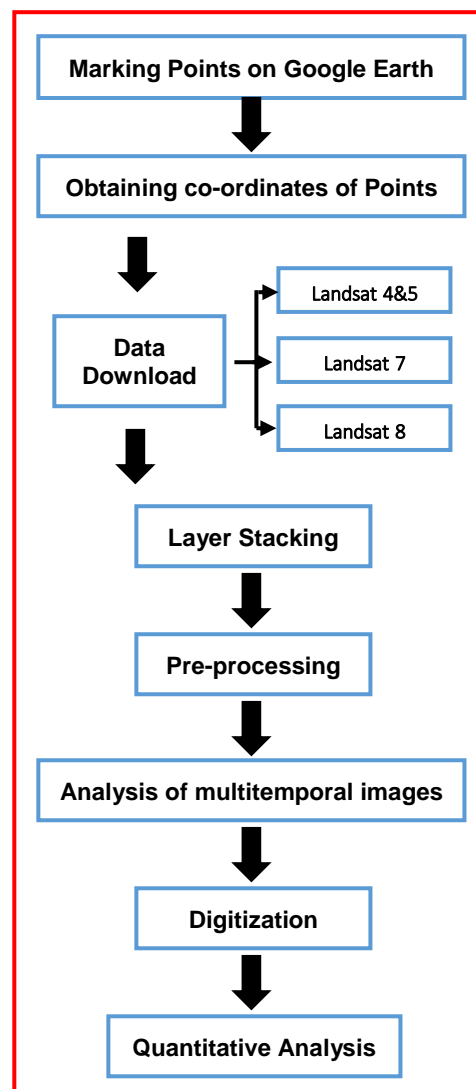 Marking Points on Google Earth
Obtaining co-ordinates of Points
Data
Download
Landsat 4&5
Landsat 7
Landsat 8
Layer Stacking
Pre-processing
Analysis of multitemporal images
Digitization
Quantitative Analysis